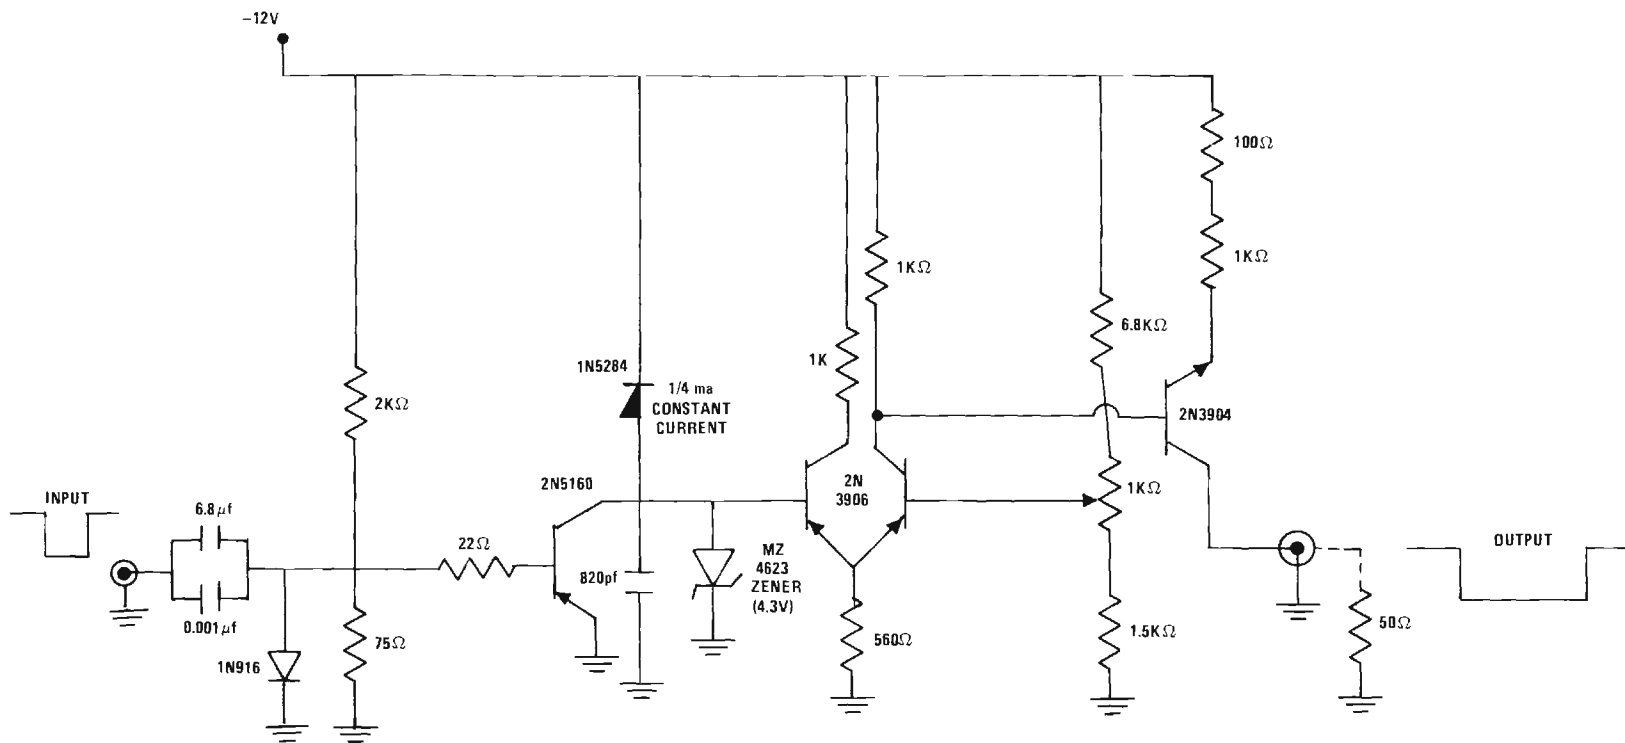 −12V
100Ω
1KΩ
1KΩ
6.8KΩ
1K
1N5284
1/4 ma
CONSTANT
CURRENT
2KΩ
2N3904
2N5160
2N
3906
1KΩ
INPUT
6.8μf
22Ω
820pf
MZ
4623
ZENER
(4.3V)
OUTPUT
0.001μf
1N916
75Ω
560Ω
1.5KΩ
50Ω